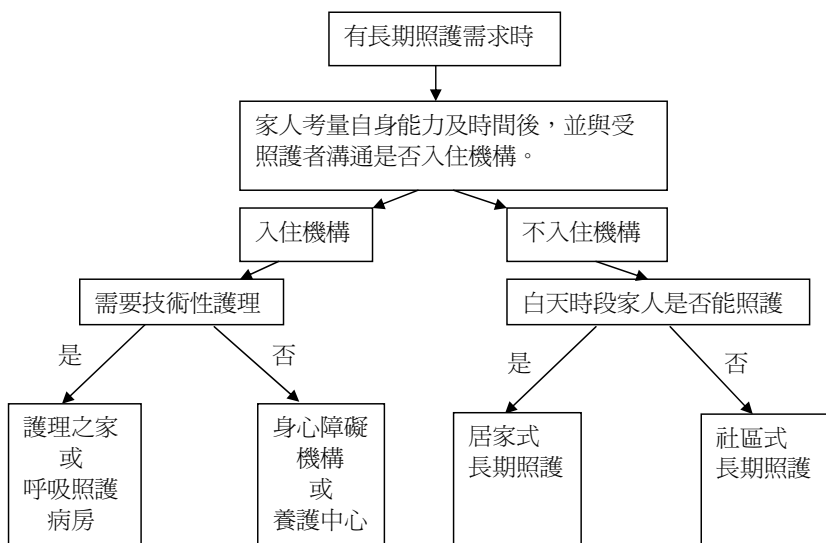 有長期照護需求時
家人考量自身能力及時間後，並與受
照護者溝通是否入住機構。
入住機構
不入住機構
需要技術性護理
白天時段家人是否能照護
是
否
是
否
護理之家
或
呼吸照護
病房
身心障礙
機構
或
養護中心
居家式
長期照護
社區式
長期照護